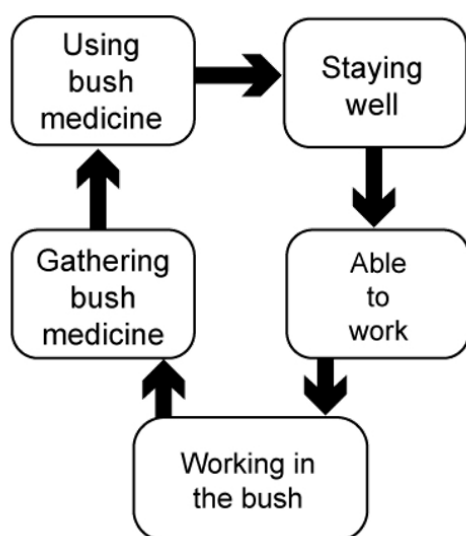 Using
bush
medicine
Staying
well
Gathering
bush
medicine
Able
to
work
Working in
the bush